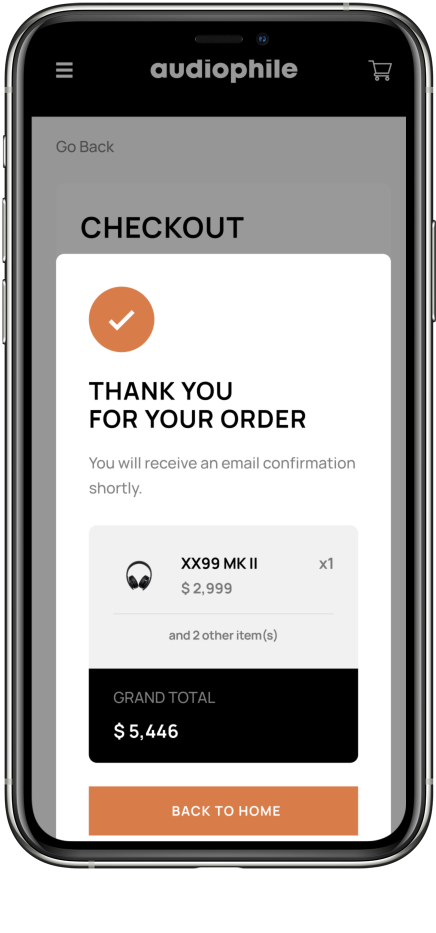 audiophile
Go Back
CHECKOUT
THANK YOU
FOR YOUR ORDER
You will receive an email confirmation
shortly.
XX99 MK II x1
$ 2,999
and 2 other item(s)
GRAND TOTAL
$ 5,446
BACK TO HOME